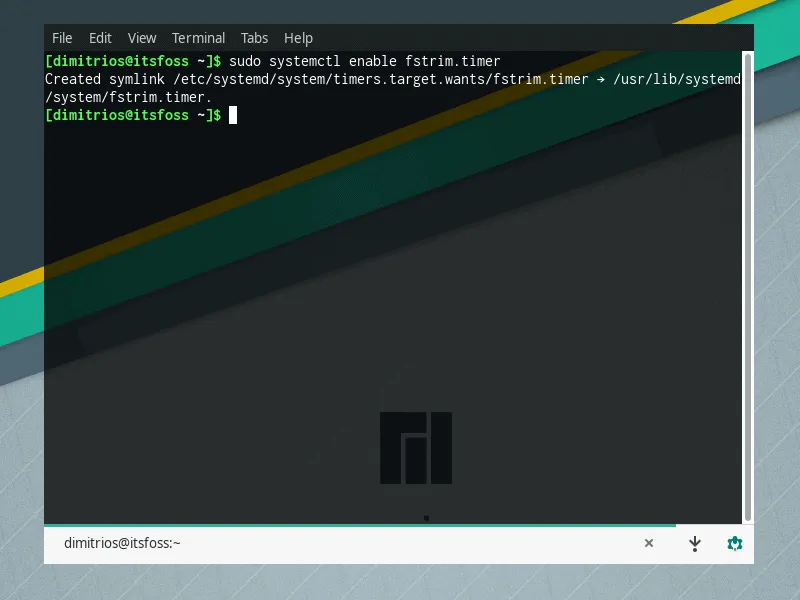 File Edit View Terminal Tabs Help
[dimitrios@itsfoss ~]$ sudo systemctl enable fstrim.timer
Created symlink /etc/systemd/system/timers.target.wants/fstrim.timer → /usr/lib/systemd
/system/fstrim.timer.
[dimitrios@itsfoss ~]$
dimitrios@itsfoss:~